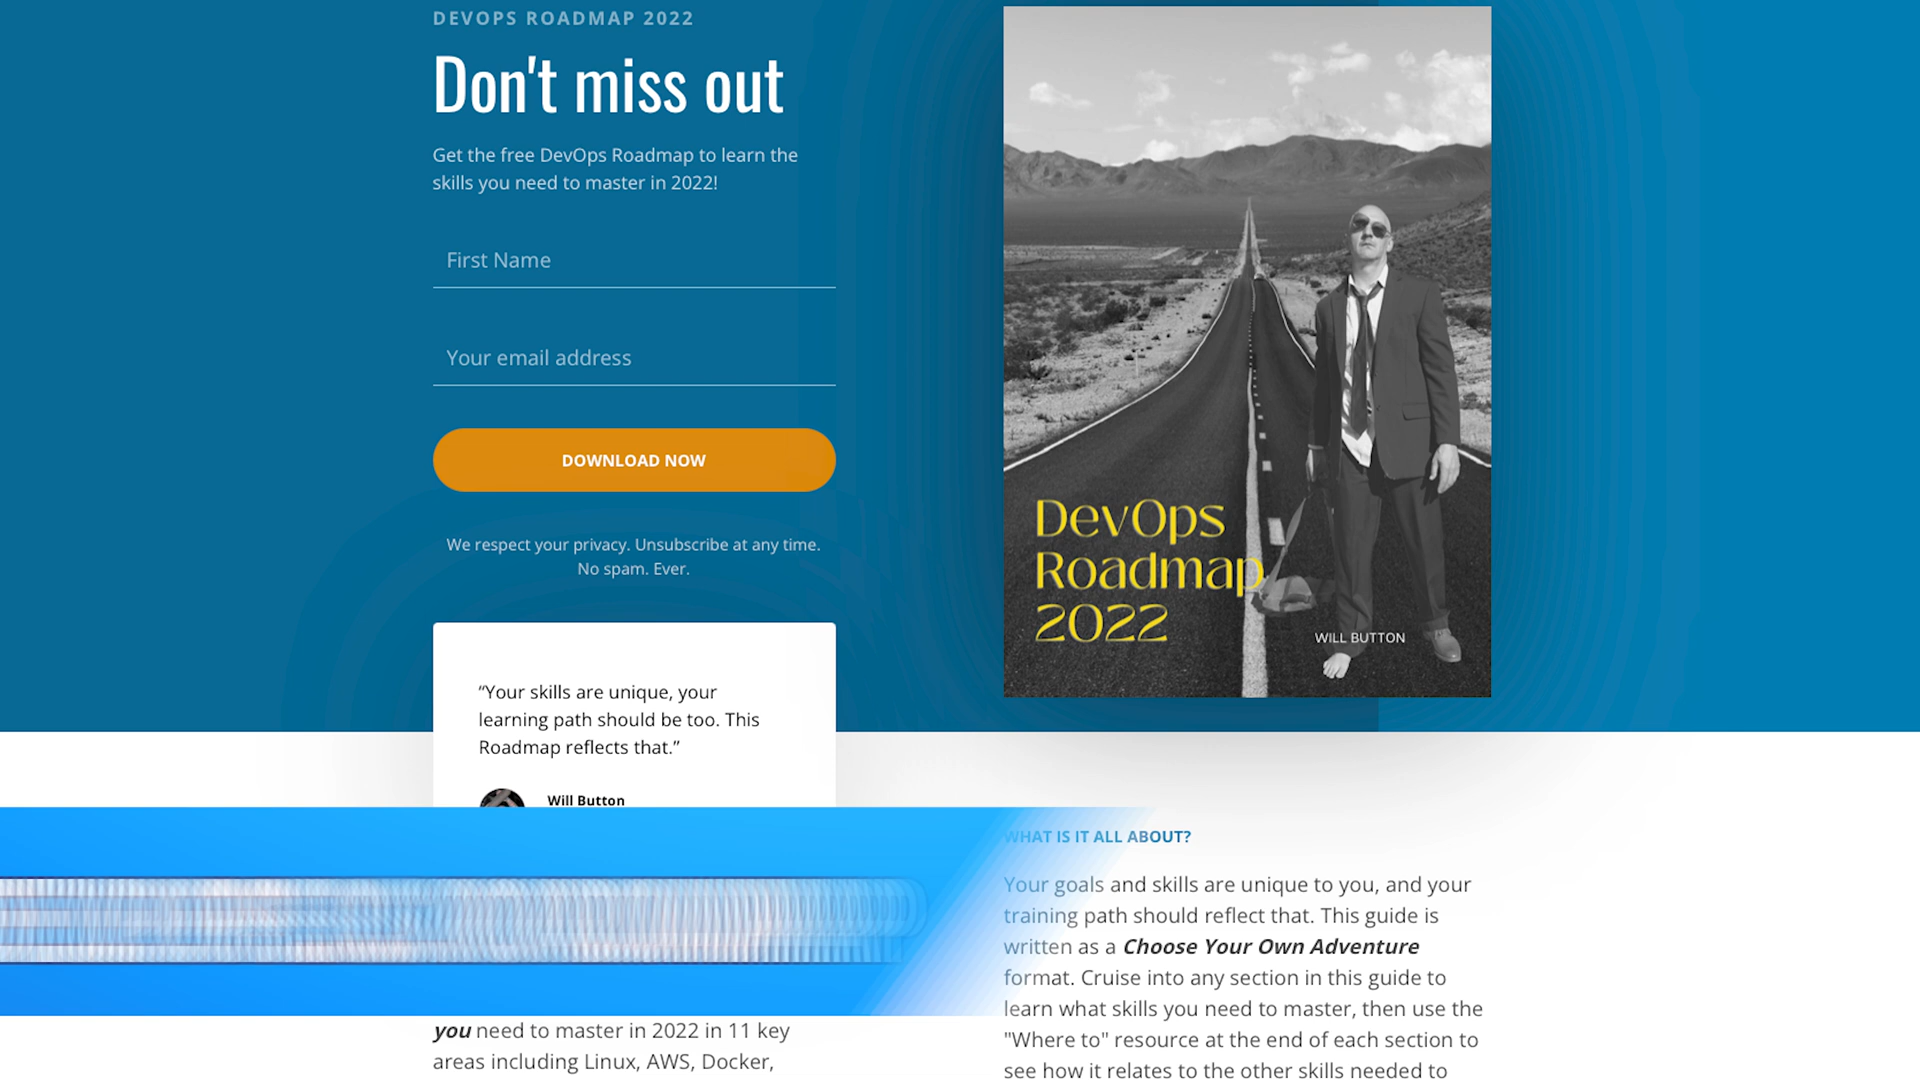 DEVOPS ROADMAP 2022
Don't miss out
Get the free DevOps Roadmap to learn the
skills you need to master in 2022!
First Name
Your email address
DOWNLOAD NOW
We respect your privacy. Unsubscribe at any time.
No spam. Ever.
“Your skills are unique, your
learning path should be too. This
Roadmap reflects that.”
Will Button
you need to master in 2022 in 11 key
areas including Linux, AWS, Docker,
DevOps
Roadmap
2022
WILL BUTTON
WHAT IS IT ALL ABOUT?
Your goals and skills are unique to you, and your
training path should reflect that. This guide is
written as a Choose Your Own Adventure
format. Cruise into any section in this guide to
learn what skills you need to master, then use the
"Where to" resource at the end of each section to
see how it relates to the other skills needed to